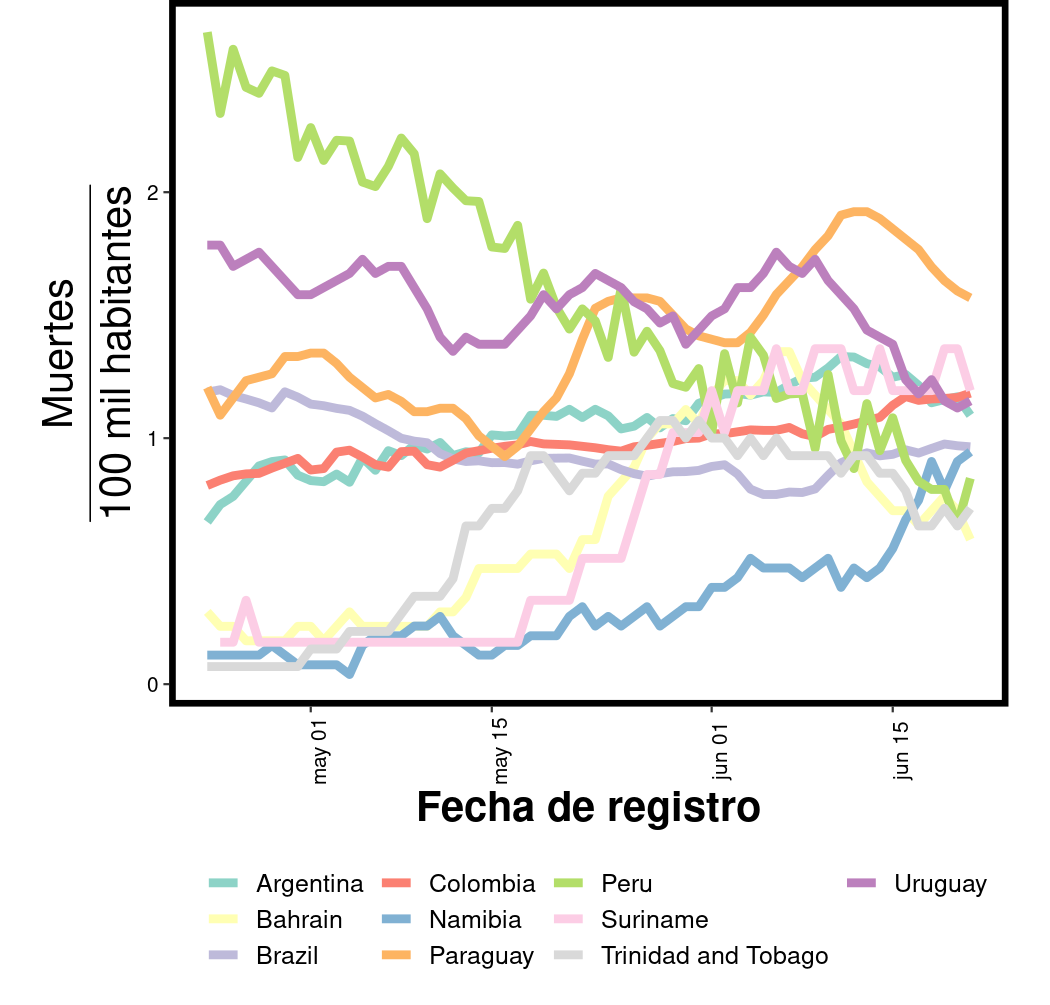 Muertes
100 mil habitantes
2
1
0
may 01
may 15
jun 01
jun 15
Fecha de registro
Argentina
Colombia
Peru
Uruguay
Bahrain
Namibia
Suriname
Brazil
Paraguay
Trinidad and Tobago